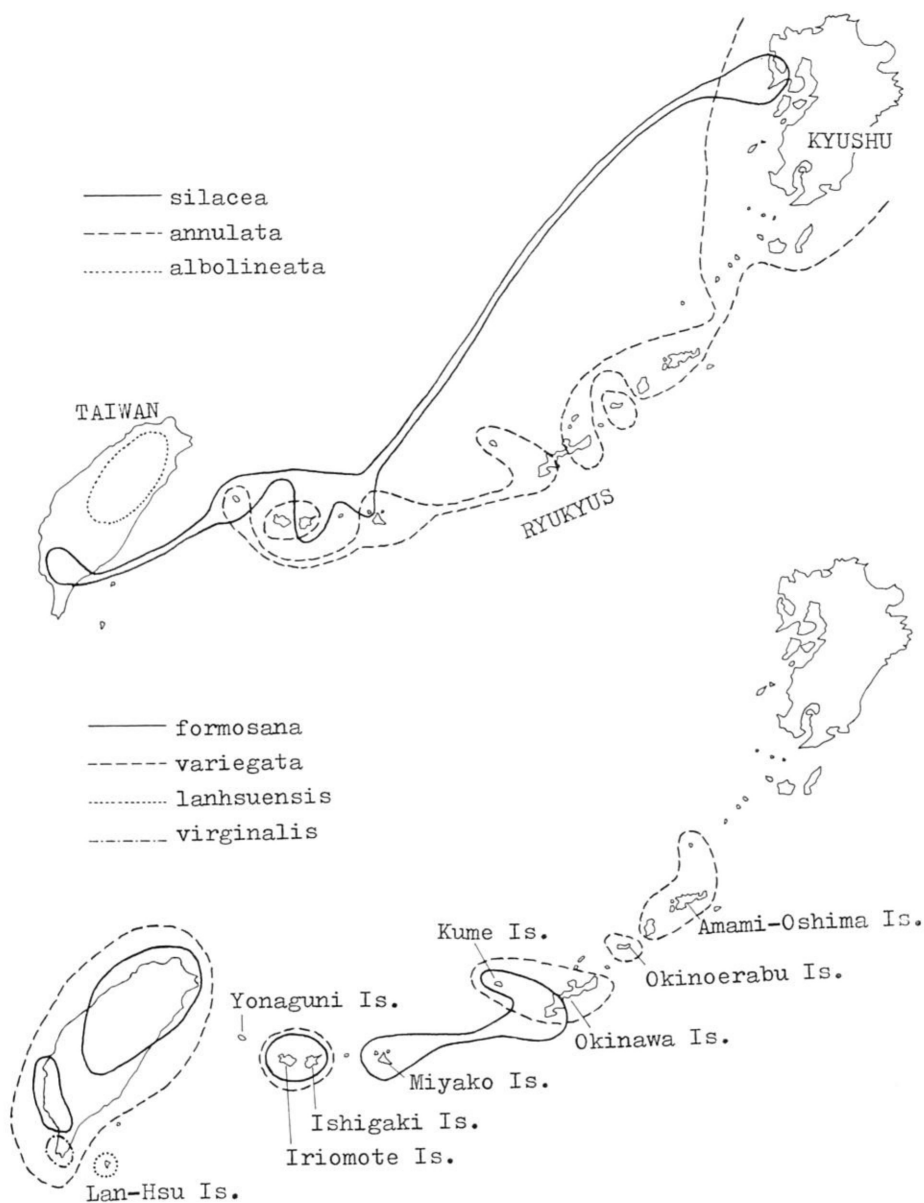 KYUSHU
silacea
annulata
albolineata
TAIWAN
RYUKYUS
formosana
variegata
lanhsuensis
virginalis
Kume Is.
Amami-Oshima Is.
Yonaguni Is.
Okinoerabu Is.
Okinawa Is.
Miyako Is.
Ishigaki Is.
Iriomote Is.
Lan-Hsu Is.